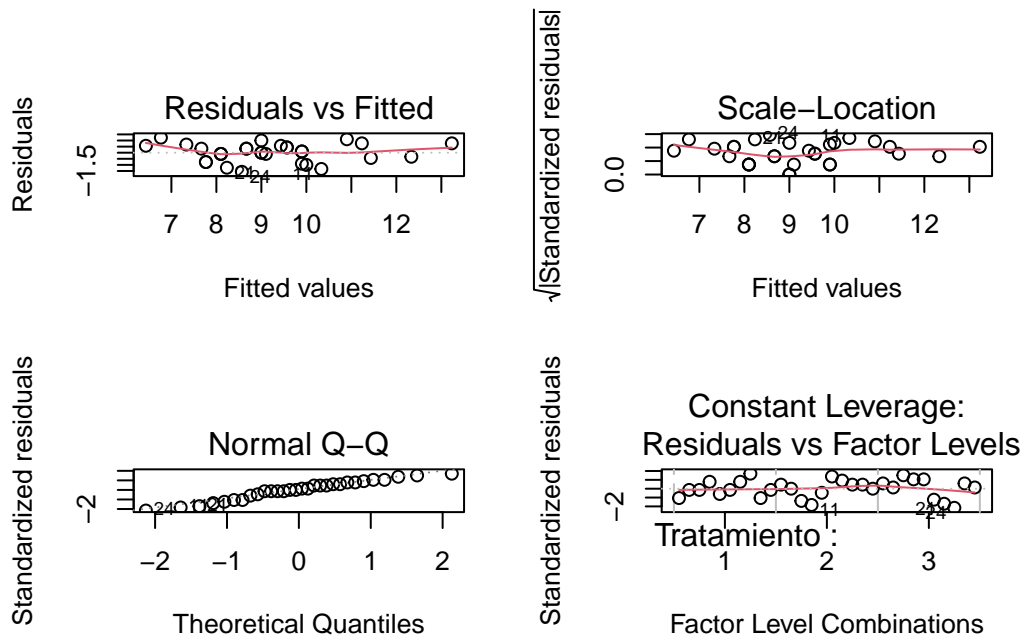 Residuals vs Fitted
Residuals
−1.5
21
24
11
7 8 9 10 12
Fitted values
Scale−Location
√|Standardized residuals|
0.0
21
24
11
7 8 9 10 12
Fitted values
Normal Q−Q
Standardized residuals
−2
24
11
21
−2 −1 0 1 2
Theoretical Quantiles
Constant Leverage:
Residuals vs Factor Levels
Standardized residuals
−2
11
21
24
Tratamiento :
1 2 3
Factor Level Combinations